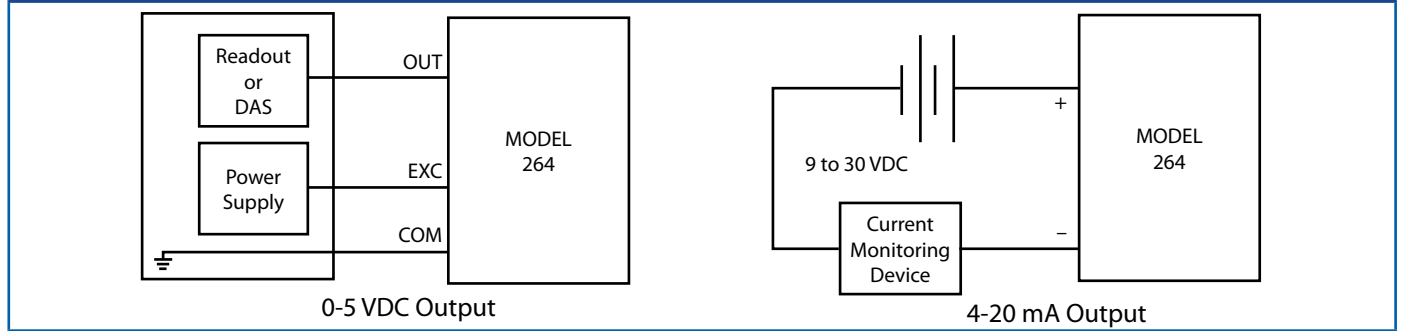 Readout
or
DAS
OUT
MODEL
264
Power
Supply
EXC
COM
0-5 VDC Output
+
MODEL
264
9 to 30 VDC
Current
Monitoring
Device
–
4-20 mA Output